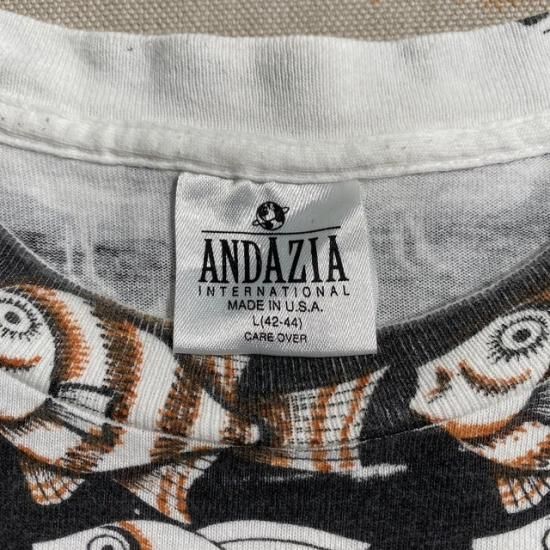 ANDAZIA
INTERNATIONAL
MADE IN U.S.A.
L(42-44)
CARE OVER